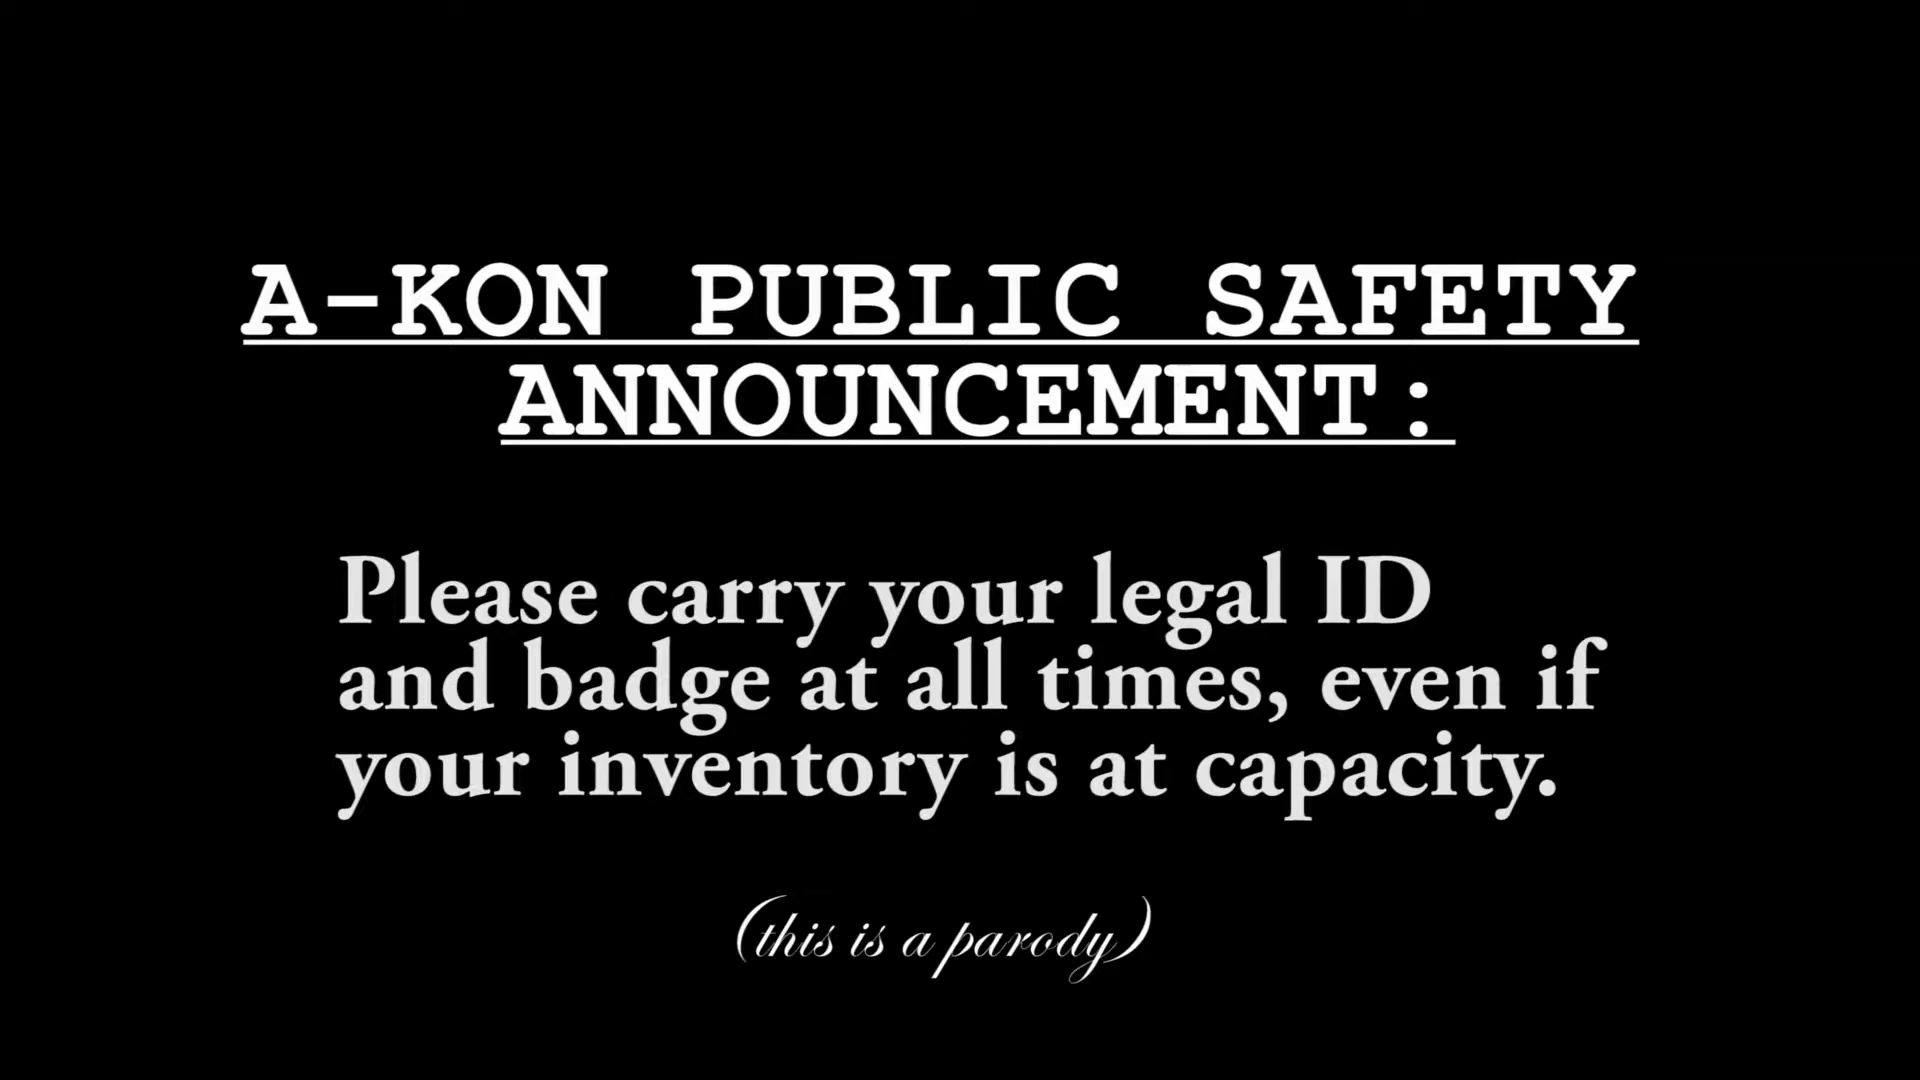 A-KON PUBLIC SAFETY
ANNOUNCEMENT:
Please carry your legal ID
and badge at all times, even if
your inventory is at capacity.
(this is a parody)